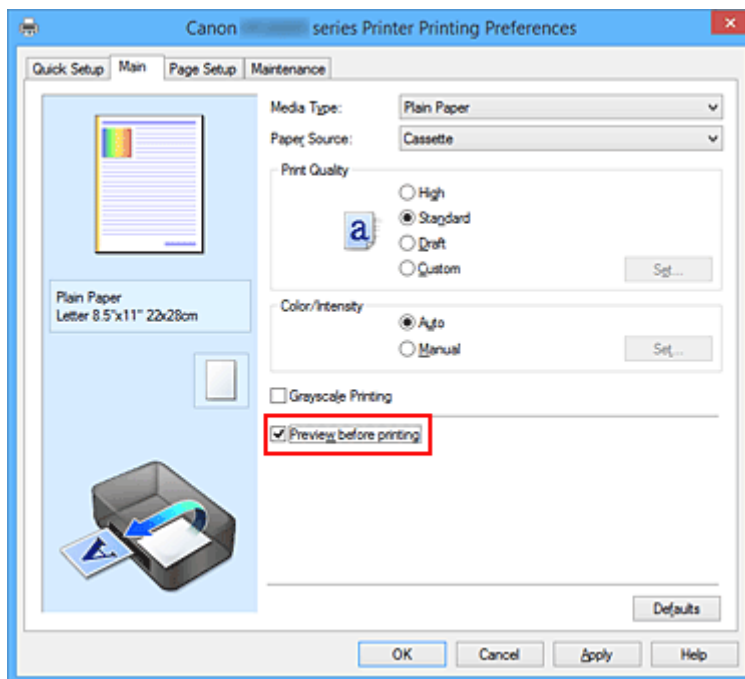 Canon series Printer Printing Preferences
Quick Setup Main Page Setup Maintenance
Media Type: Plain Paper
Paper Source: Cassette
Print Quality
High
a Standard
Draft
Custom Set...
Plain Paper
Letter 8.5"x11" 22x28cm
Color/Intensity
Auto
Manual Set...
Grayscale Printing
Preview before printing
A
Defaults
OK Cancel Apply Help